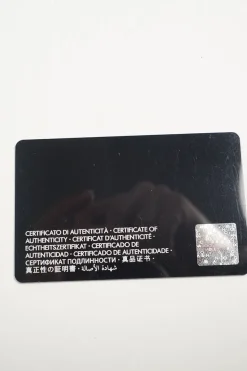 CERTIFICATO DI AUTENTICITÀ · CERTIFICATE OF
AUTHENTICITY · CERTIFICAT D'AUTHENTICITÉ ·
ECHTHEITSZERTIFIKAT · CERTIFICADO DE
AUTENTICIDAD · CERTIFICADO DE AUTENTICIDADE ·
СЕРТИФИКАТ ПОДЛИННОСТИ · 真品证书 ·
真正性の証明書 · شهادة الأصالة